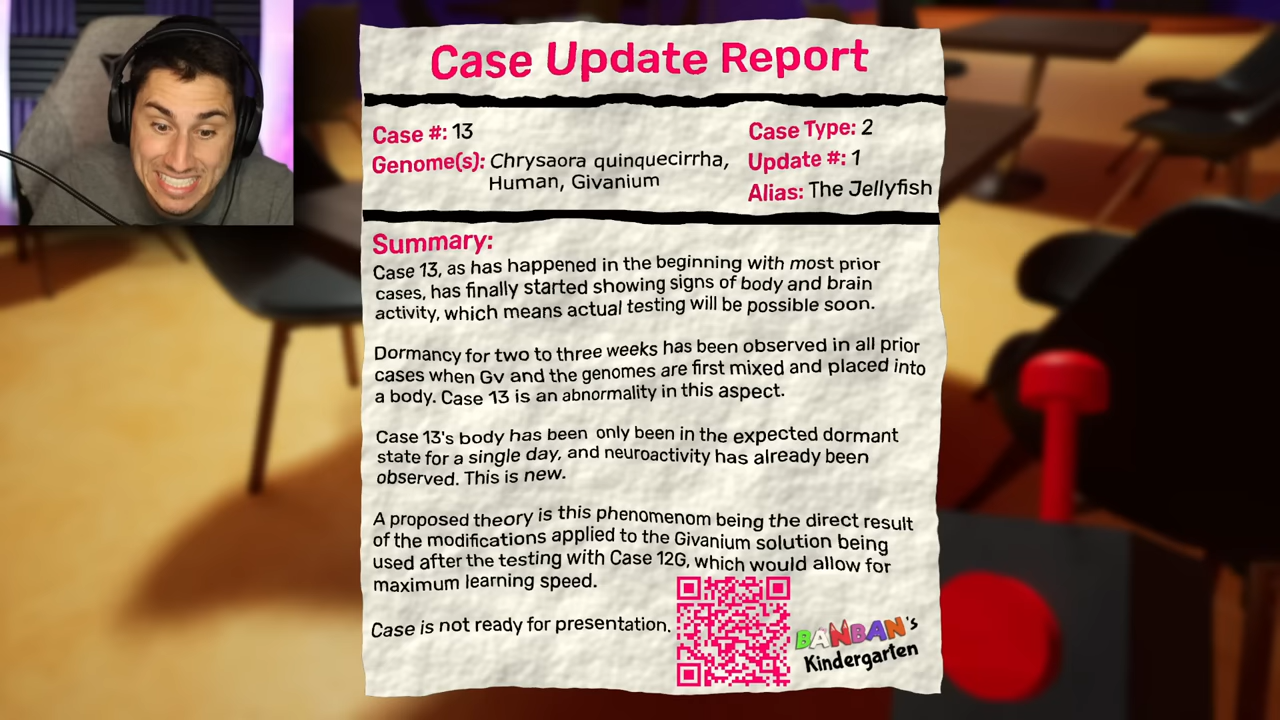 Case Update Report
Case #: 13
Case Type: 2
Genome(s): Chrysaora quinquecirrha,
Human, Givanium
Update #: 1
Alias: The Jellyfish
Summary:
Case 13, as has happened in the beginning with most prior
cases, has finally started showing signs of body and brain
activity, which means actual testing will be possible soon.
Dormancy for two to three weeks has been observed in all prior
cases when Gv and the genomes are first mixed and placed into
a body. Case 13 is an abnormality in this aspect.
Case 13's body has been only been in the expected dormant
state for a single day, and neuroactivity has already been
observed. This is new.
A proposed theory is this phenomenom being the direct result
of the modifications applied to the Givanium solution being
used after the testing with Case 12G, which would allow for
maximum learning speed.
Case is not ready for presentation.
BANBAN's
Kindergarten